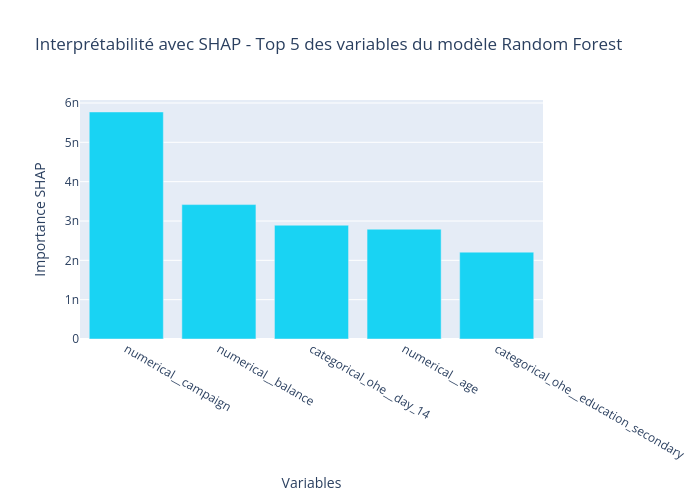 Interprétabilité avec SHAP - Top 5 des variables du modèle Random Forest
Importance SHAP
6n
5n
4n
3n
2n
1n
0
numerical__campaign
numerical__balance
categorical_ohe__day_14
numerical__age
categorical_ohe__education_secondary
Variables